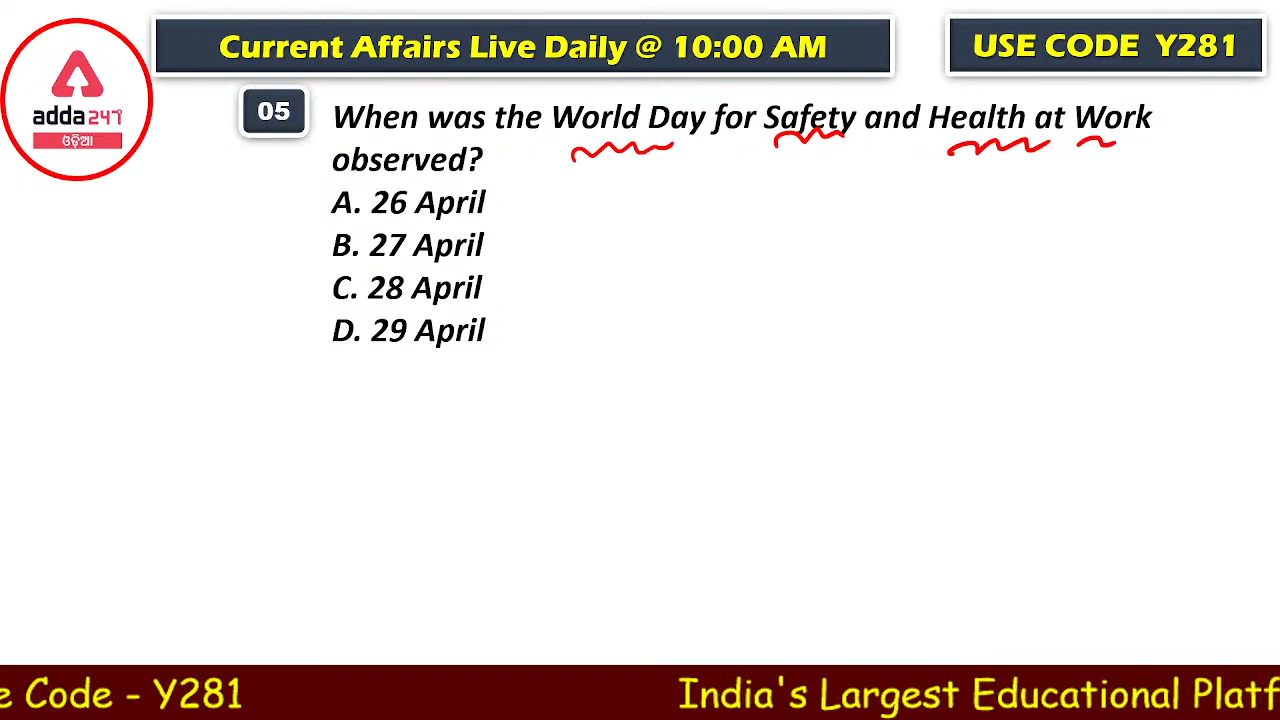 Current Affairs Live Daily @ 10:00 AM
USE CODE Y281
adda247
ଓଡ଼ିଆ
05
When was the World Day for Safety and Health at Work
observed?
A. 26 April
B. 27 April
C. 28 April
D. 29 April
e Code - Y281
India's Largest Educational Platf